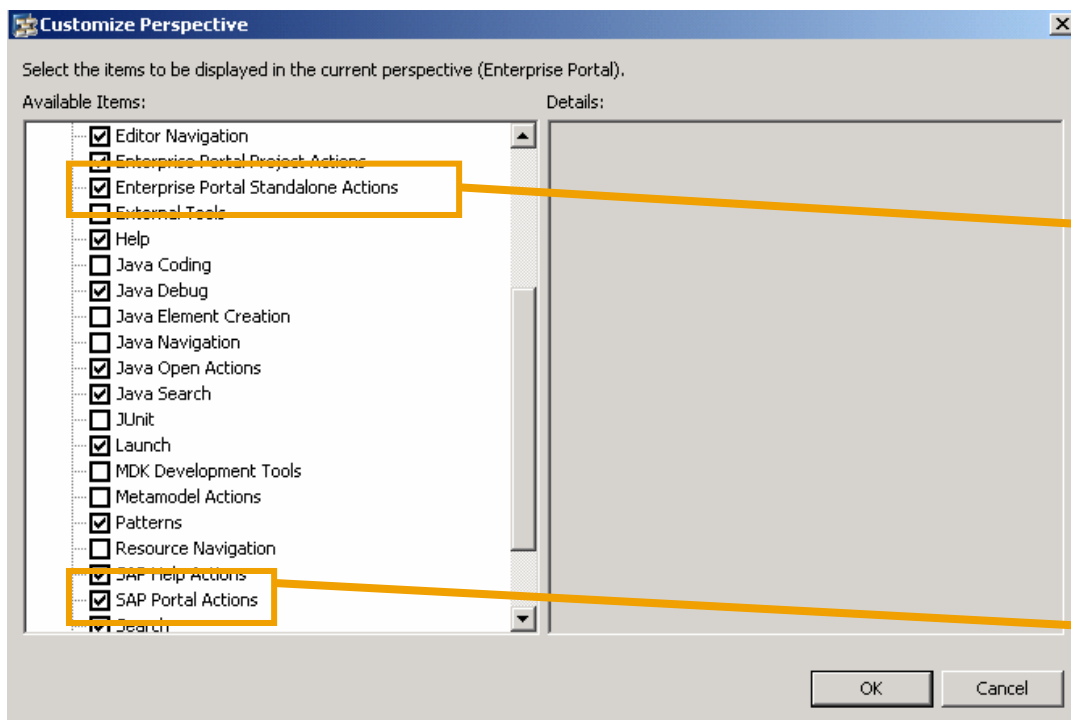 Customize Perspective
Select the items to be displayed in the current perspective (Enterprise Portal).
Available Items:
Details:
Editor Navigation
Enterprise Portal Project Actions
Enterprise Portal Standalone Actions
External Tools
Help
Java Coding
Java Debug
Java Element Creation
Java Navigation
Java Open Actions
Java Search
JUnit
Launch
MDK Development Tools
Metamodel Actions
Patterns
Resource Navigation
SAP Help Actions
SAP Portal Actions
Search
OK
Cancel